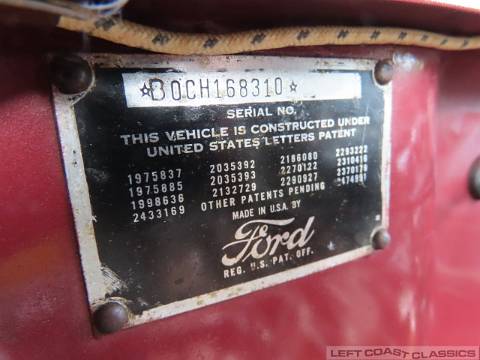 ☆BOCH168310☆
SERIAL NO.
THIS VEHICLE IS CONSTRUCTED UNDER
UNITED STATES LETTERS PATENT
1975837 2035392 2186080 2293222
1975885 2035393 2270122 2310416
1998636 2132729 2290927
2433169 OTHER PATENTS PENDING
MADE IN U.S.A. BY
Ford
REG. U.S. PAT. OFF.
LEFT COAST CLASSICS